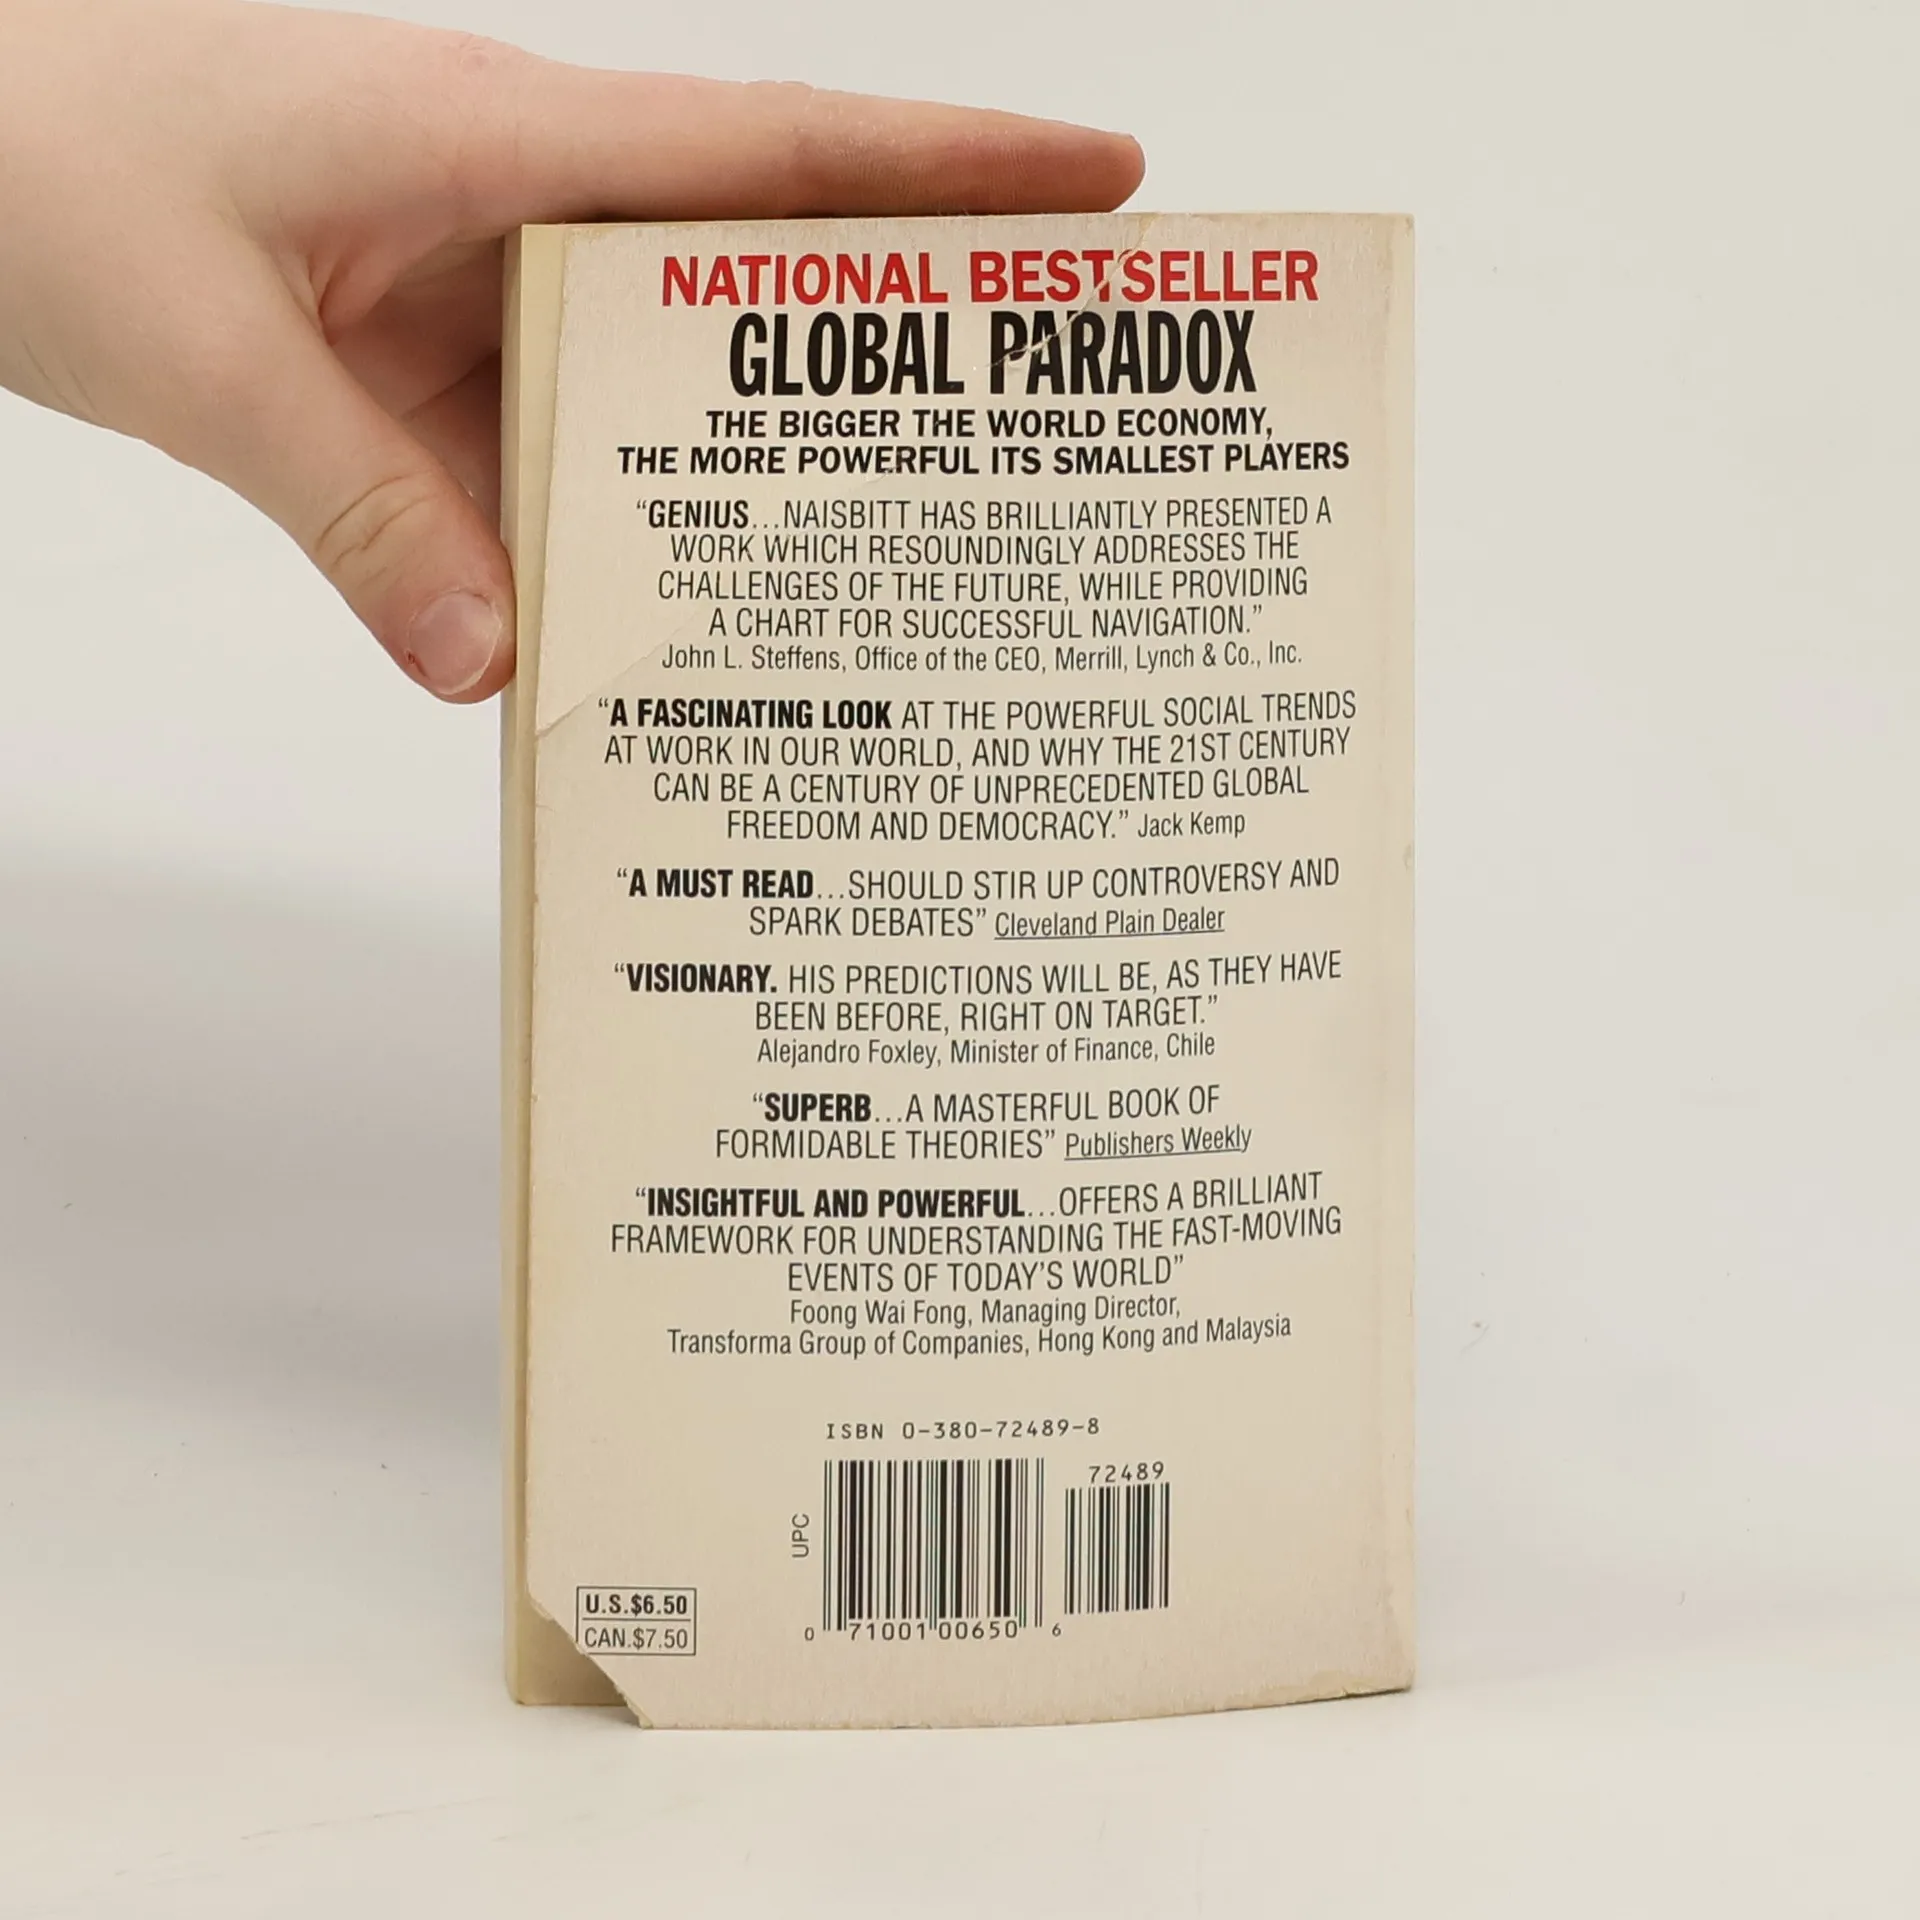 NATIONAL BESTSELLER
GLOBAL PARADOX
THE BIGGER THE WORLD ECONOMY,
THE MORE POWERFUL ITS SMALLEST PLAYERS
“GENIUS...NAISBITT HAS BRILLIANTLY PRESENTED A
WORK WHICH RESOUNDINGLY ADDRESSES THE
CHALLENGES OF THE FUTURE, WHILE PROVIDING
A CHART FOR SUCCESSFUL NAVIGATION.”
John L. Steffens, Office of the CEO, Merrill, Lynch & Co., Inc.
“A FASCINATING LOOK AT THE POWERFUL SOCIAL TRENDS
AT WORK IN OUR WORLD, AND WHY THE 21ST CENTURY
CAN BE A CENTURY OF UNPRECEDENTED GLOBAL
FREEDOM AND DEMOCRACY.” Jack Kemp
“A MUST READ...SHOULD STIR UP CONTROVERSY AND
SPARK DEBATES” Cleveland Plain Dealer
“VISIONARY. HIS PREDICTIONS WILL BE, AS THEY HAVE
BEEN BEFORE, RIGHT ON TARGET.”
Alejandro Foxley, Minister of Finance, Chile
“SUPERB...A MASTERFUL BOOK OF
FORMIDABLE THEORIES” Publishers Weekly
“INSIGHTFUL AND POWERFUL...OFFERS A BRILLIANT
FRAMEWORK FOR UNDERSTANDING THE FAST-MOVING
EVENTS OF TODAY’S WORLD”
Foong Wai Fong, Managing Director,
Transforma Group of Companies, Hong Kong and Malaysia
ISBN 0-380-72489-8
72489
UPC
0 71001 00650 6
U.S.$6.50
CAN.$7.50